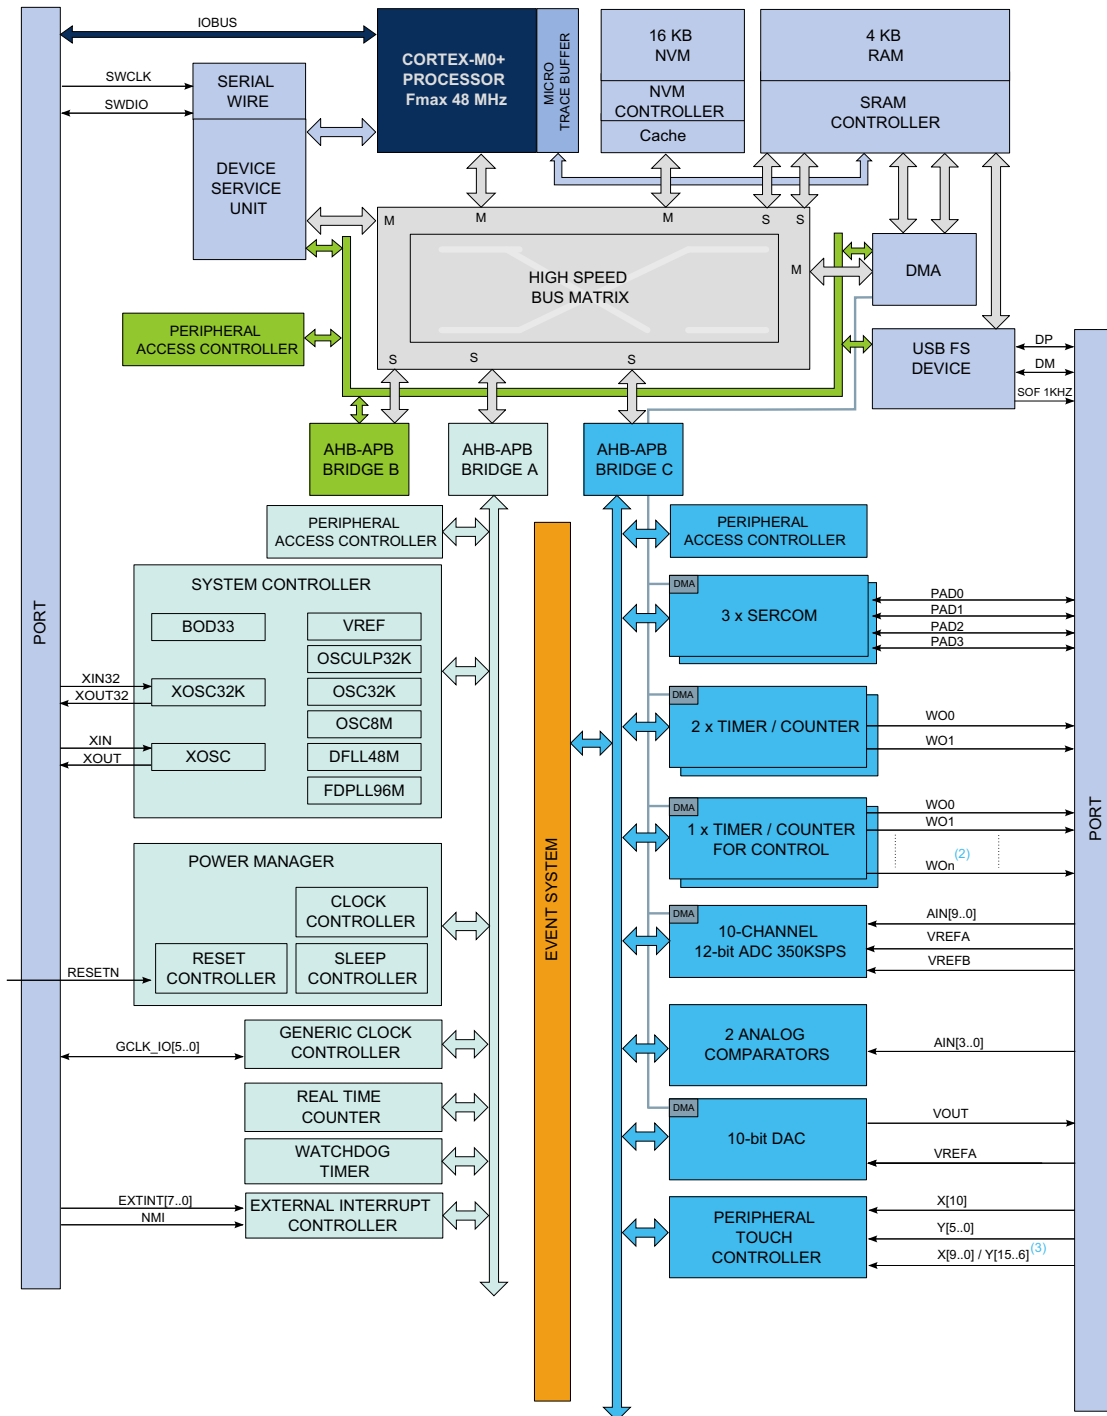 IOBUS
SWCLK
SWDIO
SERIAL
WIRE
DEVICE
SERVICE
UNIT
CORTEX-M0+
PROCESSOR
Fmax 48 MHz
MICRO
TRACE BUFFER
16 KB
NVM
NVM
CONTROLLER
Cache
4 KB
RAM
SRAM
CONTROLLER
M
M
M
S
S
M
HIGH SPEED
BUS MATRIX
S
S
S
DMA
USB FS
DEVICE
DP
DM
SOF 1KHZ
PERIPHERAL
ACCESS CONTROLLER
AHB-APB
BRIDGE B
AHB-APB
BRIDGE A
AHB-APB
BRIDGE C
PORT
PERIPHERAL
ACCESS CONTROLLER
SYSTEM CONTROLLER
BOD33
VREF
OSCULP32K
XOSC32K
OSC32K
OSC8M
XOSC
DFLL48M
FDPLL96M
XIN32
XOUT32
XIN
XOUT
POWER MANAGER
CLOCK
CONTROLLER
RESET
CONTROLLER
SLEEP
CONTROLLER
RESETN
GCLK_IO[5..0]
GENERIC CLOCK
CONTROLLER
REAL TIME
COUNTER
WATCHDOG
TIMER
EXTINT[7..0]
NMI
EXTERNAL INTERRUPT
CONTROLLER
EVENT SYSTEM
PERIPHERAL
ACCESS CONTROLLER
DMA
3 x SERCOM
PAD0
PAD1
PAD2
PAD3
DMA
2 x TIMER / COUNTER
WO0
WO1
DMA
1 x TIMER / COUNTER
FOR CONTROL
WO0
WO1
(2)
WOn
DMA
10-CHANNEL
12-bit ADC 350KSPS
AIN[9..0]
VREFA
VREFB
2 ANALOG
COMPARATORS
AIN[3..0]
DMA
10-bit DAC
VOUT
VREFA
PERIPHERAL
TOUCH
CONTROLLER
X[10]
Y[5..0]
X[9..0] / Y[15..6](3)
PORT